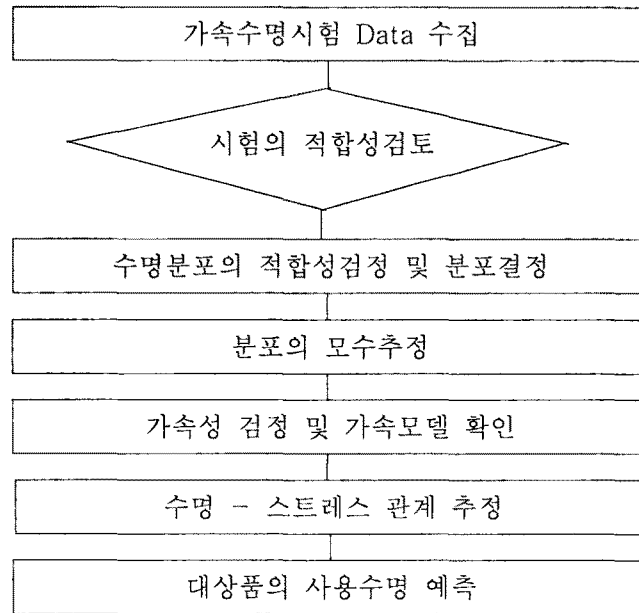 가속수명시험 Data 수집
시험의 적합성검토
수명분포의 적합성검정 및 분포결정
분포의 모수추정
가속성 검정 및 가속모델 확인
수명 - 스트레스 관계 추정
대상품의 사용수명 예측